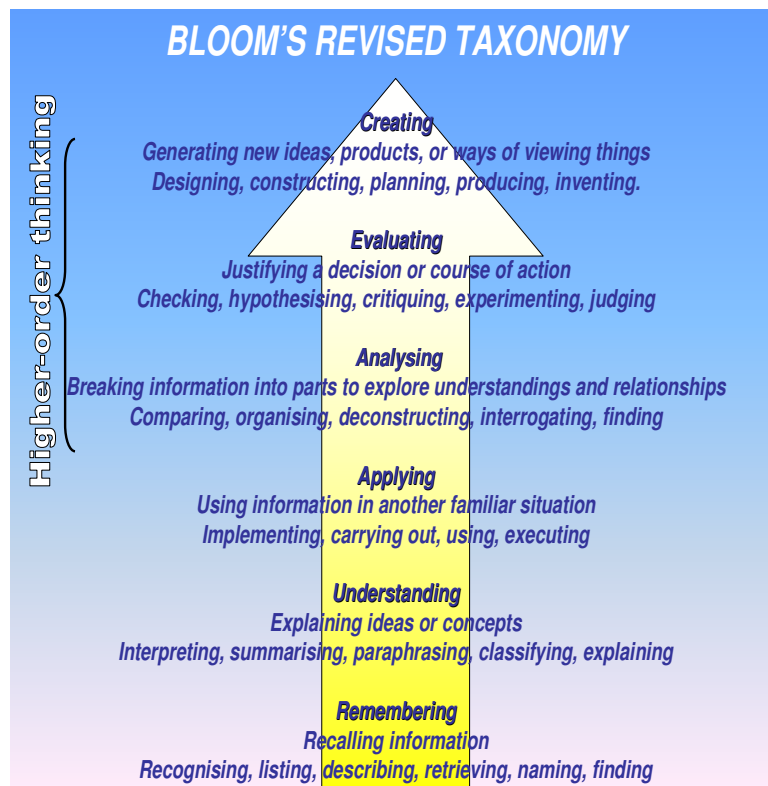 BLOOM'S REVISED TAXONOMY
Higher-order thinking
Creating
Generating new ideas, products, or ways of viewing things
Designing, constructing, planning, producing, inventing.
Evaluating
Justifying a decision or course of action
Checking, hypothesising, critiquing, experimenting, judging
Analysing
Breaking information into parts to explore understandings and relationships
Comparing, organising, deconstructing, interrogating, finding
Applying
Using information in another familiar situation
Implementing, carrying out, using, executing
Understanding
Explaining ideas or concepts
Interpreting, summarising, paraphrasing, classifying, explaining
Remembering
Recalling information
Recognising, listing, describing, retrieving, naming, finding